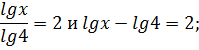 lgx/lg4 = 2 и lgx − lg4 = 2;